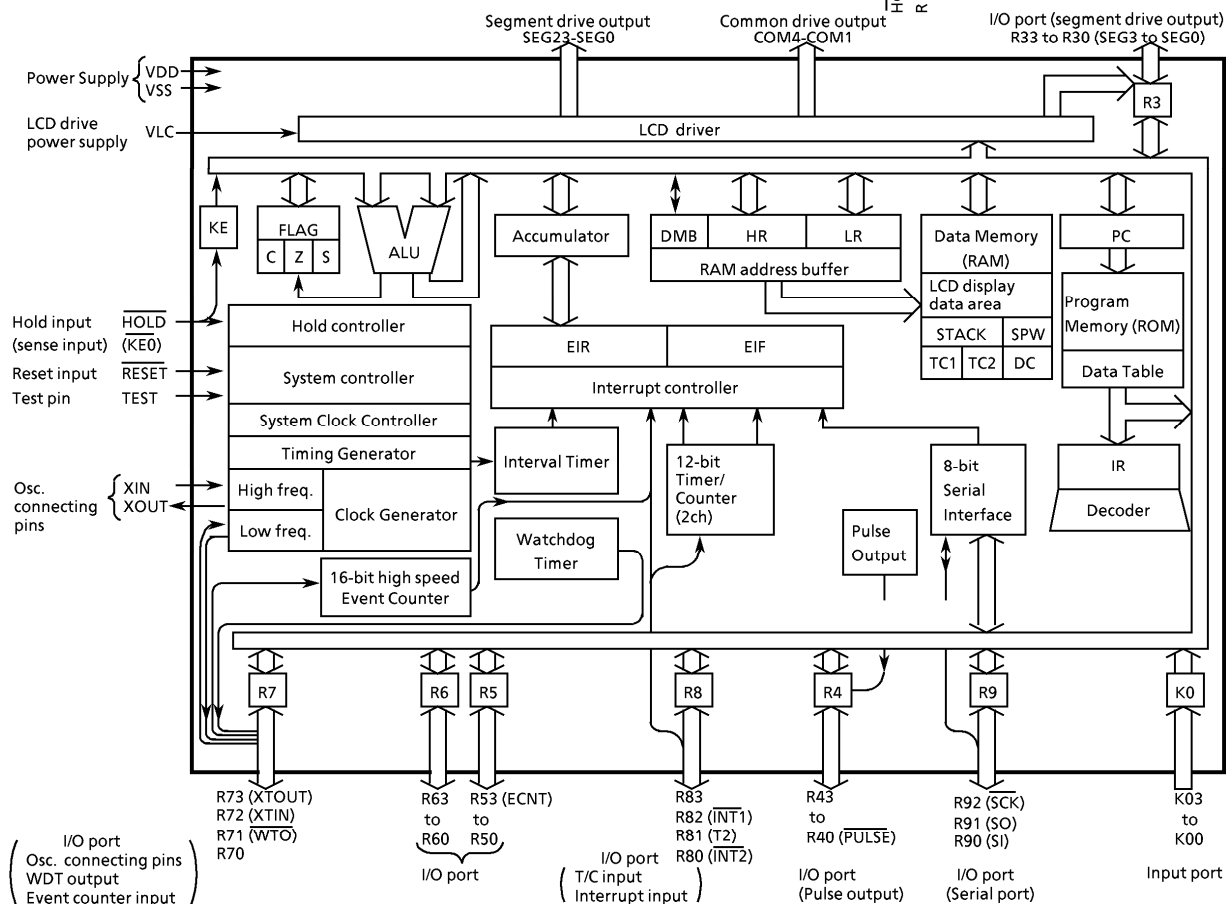 HO
R
Segment drive output
SEG23-SEG0
Common drive output
COM4-COM1
I/O port (segment drive output)
R33 to R30 (SEG3 to SEG0)
Power Supply
VDD
VSS
LCD drive
power supply
VLC
LCD driver
R3
KE
FLAG
C Z S
ALU
Accumulator
DMB HR LR
RAM address buffer
Data Memory
(RAM)
LCD display
data area
STACK SPW
TC1 TC2 DC
PC
Program
Memory (ROM)
Data Table
Hold input
(sense input)
H̅O̅L̅D̅
(K̅E̅0̅)
Reset input
R̅E̅S̅E̅T̅
Test pin
TEST
Hold controller
System controller
System Clock Controller
Timing Generator
High freq.
Low freq.
Clock Generator
EIR EIF
Interrupt controller
Interval Timer
12-bit
Timer/
Counter
(2ch)
8-bit
Serial
Interface
IR
Decoder
Osc.
connecting
pins
XIN
XOUT
Watchdog
Timer
Pulse
Output
16-bit high speed
Event Counter
R7 R6 R5 R8 R4 R9 K0
R73 (XTOUT)
R72 (XTIN)
R71 (W̅T̅O̅)
R70
R63
to
R60
R53 (ECNT)
to
R50
R83
R82 (I̅N̅T̅1)
R81 (T2)
R80 (I̅N̅T̅2)
R43
to
R40 (P̅U̅L̅S̅E̅)
R92 (S̅C̅K̅)
R91 (SO)
R90 (SI)
K03
to
K00
I/O port
Osc. connecting pins
WDT output
Event counter input
I/O port
I/O port
T/C input
Interrupt input
I/O port
(Pulse output)
I/O port
(Serial port)
Input port